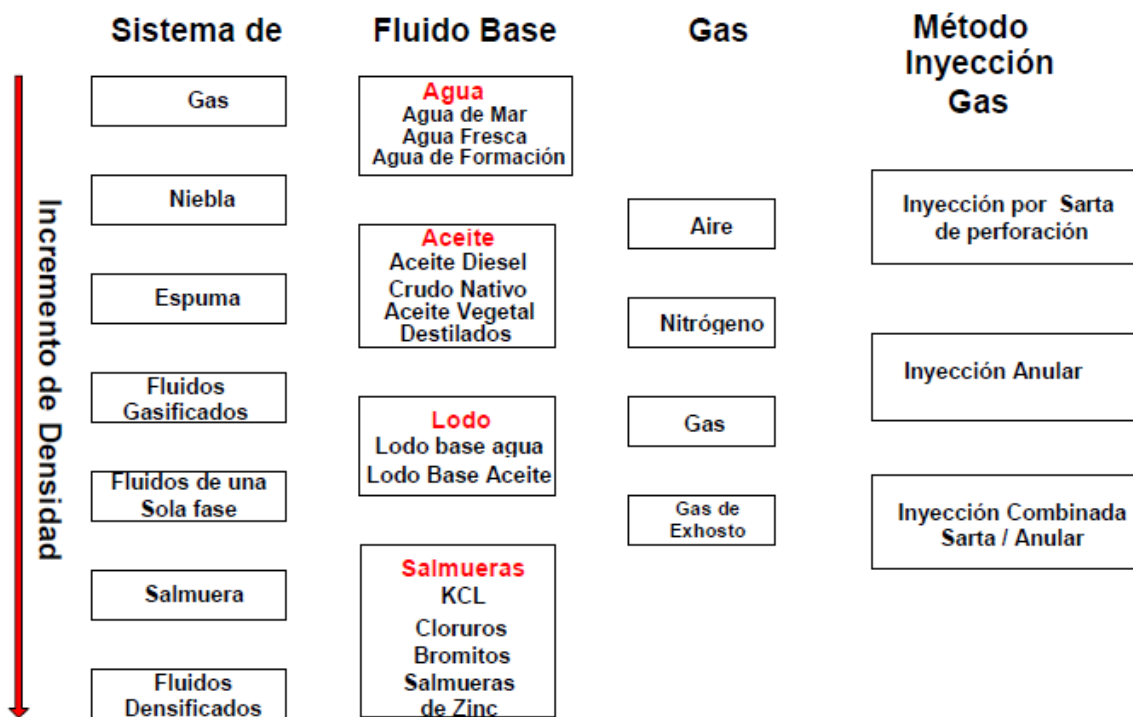 Sistema de
Fluido Base
Gas
Método
Inyección
Gas
Incremento de Densidad
Gas
Niebla
Espuma
Fluidos
Gasificados
Fluidos de una
Sola fase
Salmuera
Fluidos
Densificados
Agua
Agua de Mar
Agua Fresca
Agua de Formación
Aceite
Aceite Diesel
Crudo Nativo
Aceite Vegetal
Destilados
Lodo
Lodo base agua
Lodo Base Aceite
Salmueras
KCL
Cloruros
Bromitos
Salmueras
de Zinc
Aire
Nitrógeno
Gas
Gas de
Exhosto
Inyección por Sarta
de perforación
Inyección Anular
Inyección Combinada
Sarta / Anular